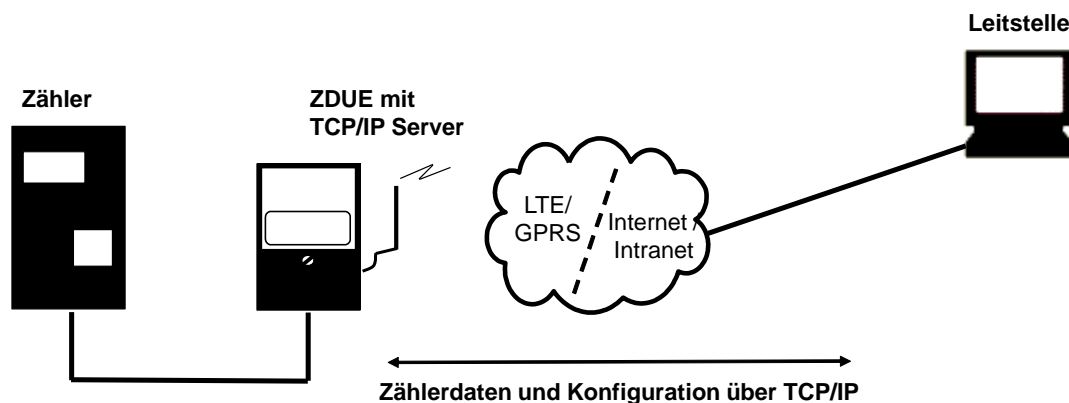 Leitstelle
Zähler
ZDUE mit
TCP/IP Server
LTE/
GPRS
Internet /
Intranet
Zählerdaten und Konfiguration über TCP/IP